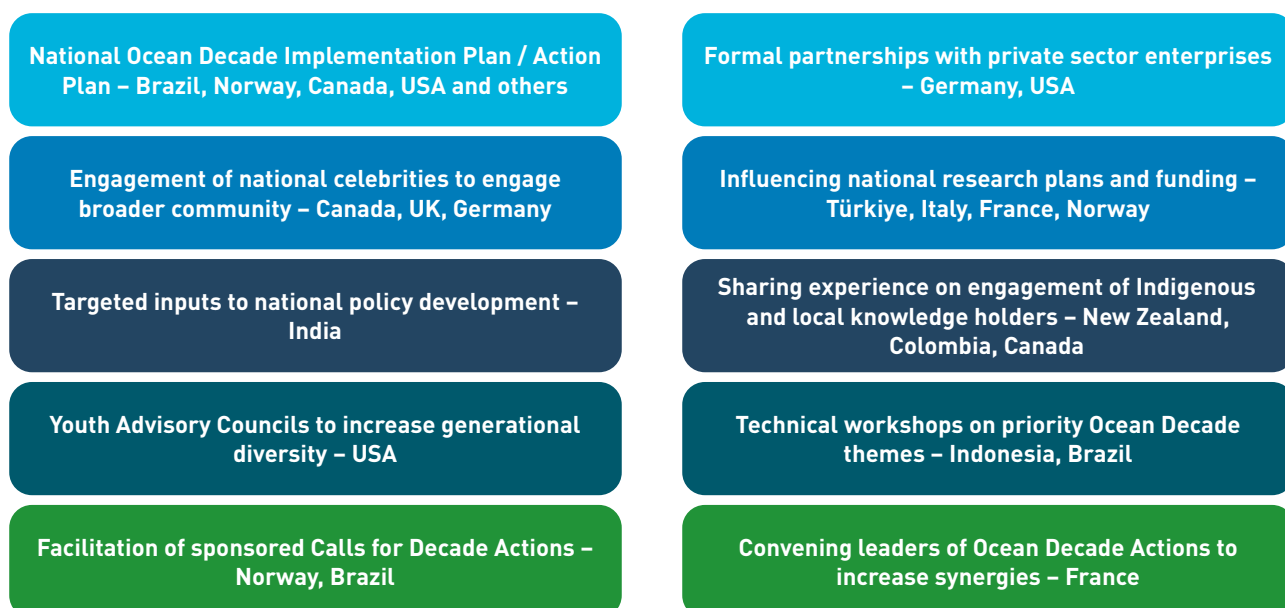 National Ocean Decade Implementation Plan / Action
Plan – Brazil, Norway, Canada, USA and others
Formal partnerships with private sector enterprises
– Germany, USA
Engagement of national celebrities to engage
broader community – Canada, UK, Germany
Influencing national research plans and funding –
Türkiye, Italy, France, Norway
Targeted inputs to national policy development –
India
Sharing experience on engagement of Indigenous
and local knowledge holders – New Zealand,
Colombia, Canada
Youth Advisory Councils to increase generational
diversity – USA
Technical workshops on priority Ocean Decade
themes – Indonesia, Brazil
Facilitation of sponsored Calls for Decade Actions –
Norway, Brazil
Convening leaders of Ocean Decade Actions to
increase synergies – France